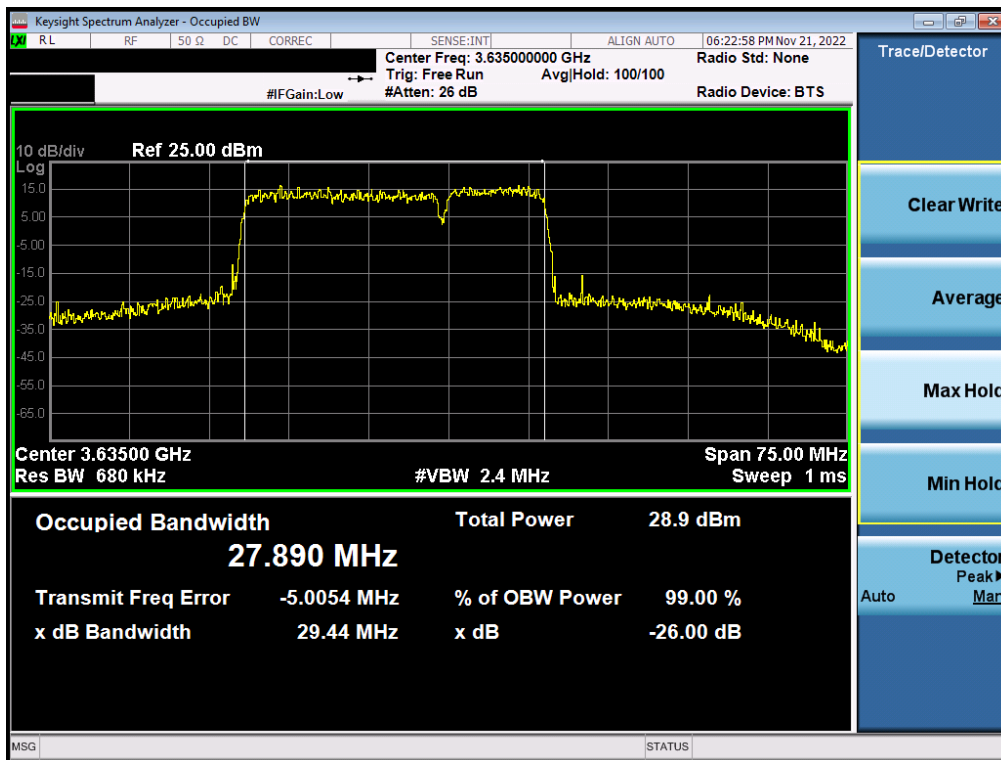 Keysight Spectrum Analyzer - Occupied BW
LXI RL RF 50 Ω DC CORREC SENSE:INT ALIGN AUTO 06:22:58 PM Nov 21, 2022
Center Freq: 3.635000000 GHz Radio Std: None
Trig: Free Run Avg|Hold: 100/100
#IFGain:Low #Atten: 26 dB Radio Device: BTS
Trace/Detector
10 dB/div Ref 25.00 dBm
Log
15.0
5.00
-5.00
-15.0
-25.0
-35.0
-45.0
-55.0
-65.0
Center 3.63500 GHz Span 75.00 MHz
Res BW 680 kHz #VBW 2.4 MHz Sweep 1 ms
Occupied Bandwidth Total Power 28.9 dBm
27.890 MHz
Transmit Freq Error -5.0054 MHz % of OBW Power 99.00 %
x dB Bandwidth 29.44 MHz x dB -26.00 dB
Clear Write
Average
Max Hold
Min Hold
Detector
Peak▶
Auto Man
MSG STATUS